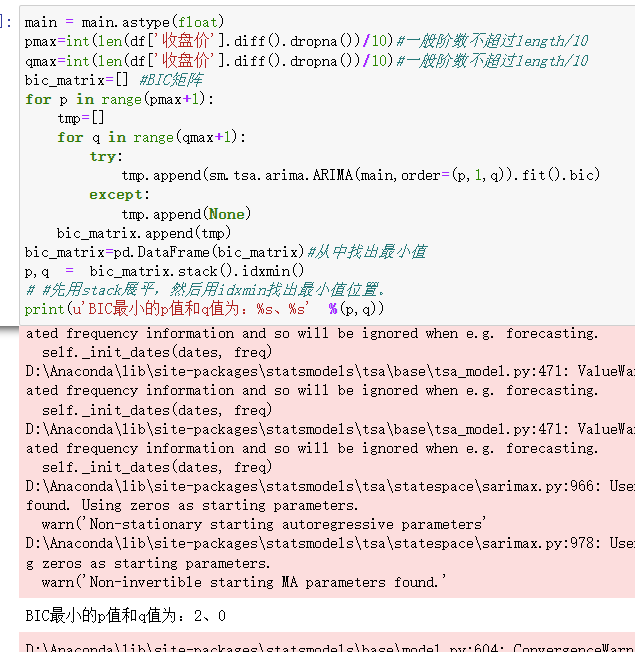 ]:
main = main.astype(float)
pmax=int(len(df['收盘价'].diff().dropna())/10)#一般阶数不超过length/10
qmax=int(len(df['收盘价'].diff().dropna())/10)#一般阶数不超过length/10
bic_matrix=[] #BIC矩阵
for p in range(pmax+1):
    tmp=[]
    for q in range(qmax+1):
        try:
            tmp.append(sm.tsa.arima.ARIMA(main,order=(p,1,q)).fit().bic)
        except:
            tmp.append(None)
    bic_matrix.append(tmp)
bic_matrix=pd.DataFrame(bic_matrix)#从中找出最小值
p,q  =  bic_matrix.stack().idxmin()
# #先用stack展平，然后用idxmin找出最小值位置.
print(u'BIC最小的p值和q值为：%s、%s'  %(p,q))
ated frequency information and so will be ignored when e.g. forecasting.
  self._init_dates(dates, freq)
D:\Anaconda\lib\site-packages\statsmodels\tsa\base\tsa_model.py:471: ValueWar
ated frequency information and so will be ignored when e.g. forecasting.
  self._init_dates(dates, freq)
D:\Anaconda\lib\site-packages\statsmodels\tsa\base\tsa_model.py:471: ValueWar
ated frequency information and so will be ignored when e.g. forecasting.
  self._init_dates(dates, freq)
D:\Anaconda\lib\site-packages\statsmodels\tsa\statespace\sarimax.py:966: User
found. Using zeros as starting parameters.
  warn('Non-stationary starting autoregressive parameters'
D:\Anaconda\lib\site-packages\statsmodels\tsa\statespace\sarimax.py:978: User
g zeros as starting parameters.
  warn('Non-invertible starting MA parameters found.'
BIC最小的p值和q值为：2、0
D:\Anaconda\lib\site-packages\statsmodels\base\model.py:604: ConvergenceWarn